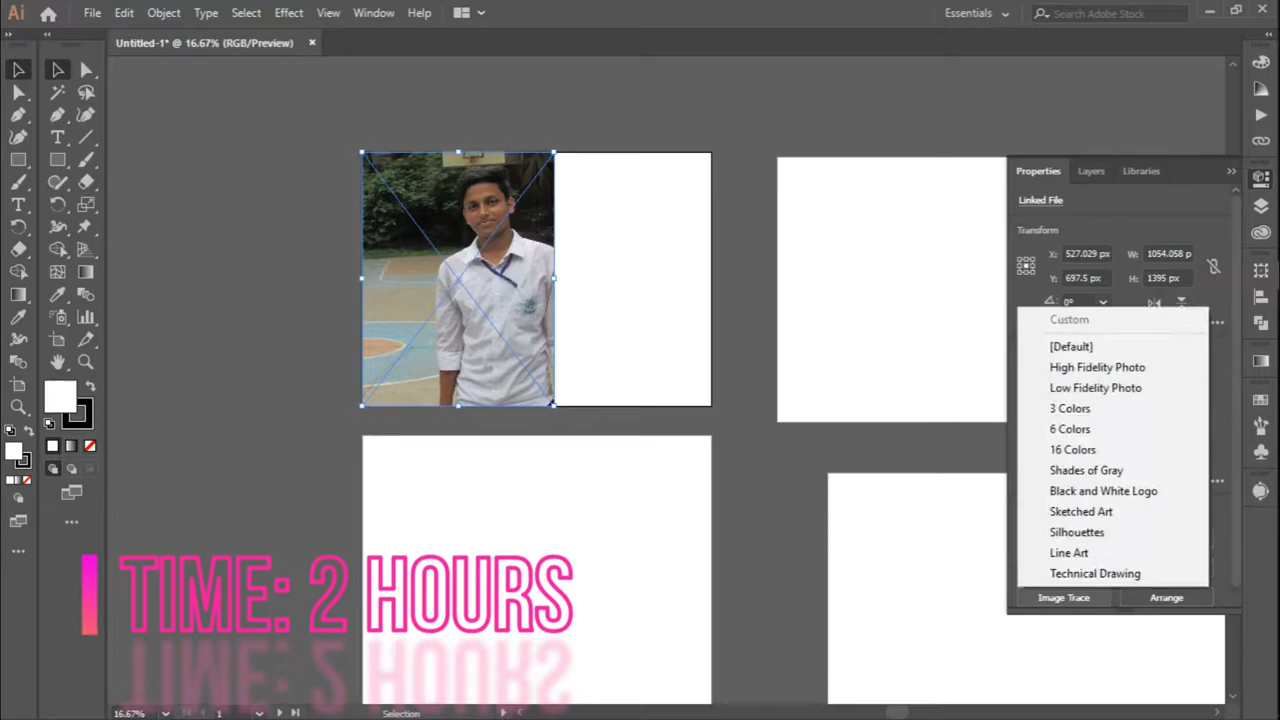 Ai File Edit Object Type Select Effect View Window Help Essentials Search Adobe Stock
Untitled-1* @ 16.67% (RGB/Preview)
Properties Layers Libraries
Linked File
Transform
X: 527.029 px W: 1054.058 p
Y: 697.5 px H: 1395 px
0°
Custom
[Default]
High Fidelity Photo
Low Fidelity Photo
3 Colors
6 Colors
16 Colors
Shades of Gray
Black and White Logo
Sketched Art
Silhouettes
Line Art
Technical Drawing
Image Trace Arrange
TIME: 2 HOURS
16.67% 1 Selection